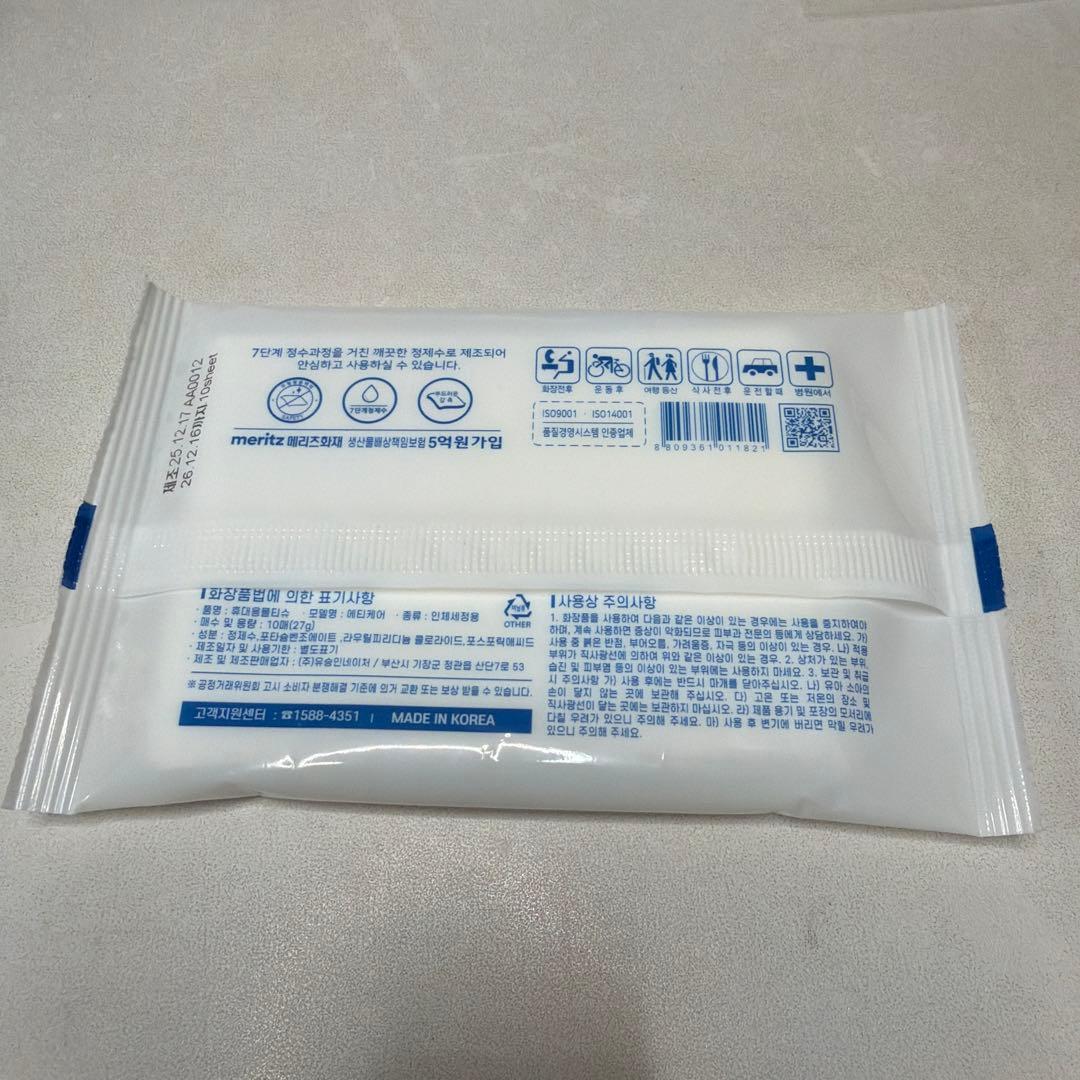 제조25.12.17 AA0012
26.12.16까지.10sheet
7단계 정수과정을 거친 깨끗한 정제수로 제조되어
안심하고 사용하실 수 있습니다.
SAFETY
7단계정제수
부드러운
감촉
meritz 메리츠화재 생산물배상책임보험 5억원 가입
화장전후 운동후 여행등산 식사전후 운전할때 병원에서
ISO9001 · ISO14001
품질경영시스템 인증업체
8 809361 011821
화장품법에 의한 표기사항
· 품명 : 휴대용물티슈 · 모델명 : 메티케어 · 종류 : 인체세정용
· 매수 및 용량 : 10매(27g)
· 성분 : 정제수,포타슘벤조에이트,라우릴피리디늄 클로라이드,포스포릭애씨드
· 제조일자 및 사용기한 : 별도표기
· 제조 및 제조판매업자 : (주)유승인네이처 / 부산시 기장군 정관읍 산단7로 53
※ 공정거래위원회 고시 소비자 분쟁해결 기준에 의거 교환 또는 보상 받을 수 있습니다.
고객지원센터 : ☎1588-4351 | MADE IN KOREA
비닐류
OTHER
사용상 주의사항
1. 화장품을 사용하여 다음과 같은 이상이 있는 경우에는 사용을 중지하여야
하며, 계속 사용하면 증상이 악화되므로 피부과 전문의 등에게 상담하세요. 가)
사용 중 붉은 반점, 부어오름, 가려움증, 자극 등의 이상이 있는 경우. 나) 적용
부위가 직사광선에 의하여 위와 같은 이상이 있는 경우. 2. 상처가 있는 부위,
습진 및 피부염 등의 이상이 있는 부위에는 사용하지 마세요. 3. 보관 및 취급
시 주의사항 가) 사용 후에는 반드시 마개를 닫아주십시오. 나) 유아 소아의
손이 닿지 않는 곳에 보관해 주십시오. 다) 고온 또는 저온의 장소 및
직사광선이 닿는 곳에는 보관하지 마십시오. 라) 제품 용기 및 포장의 모서리에
다칠 우려가 있으니 주의해 주세요. 마) 사용 후 변기에 버리면 막힐 우려가
있으니 주의해 주세요.